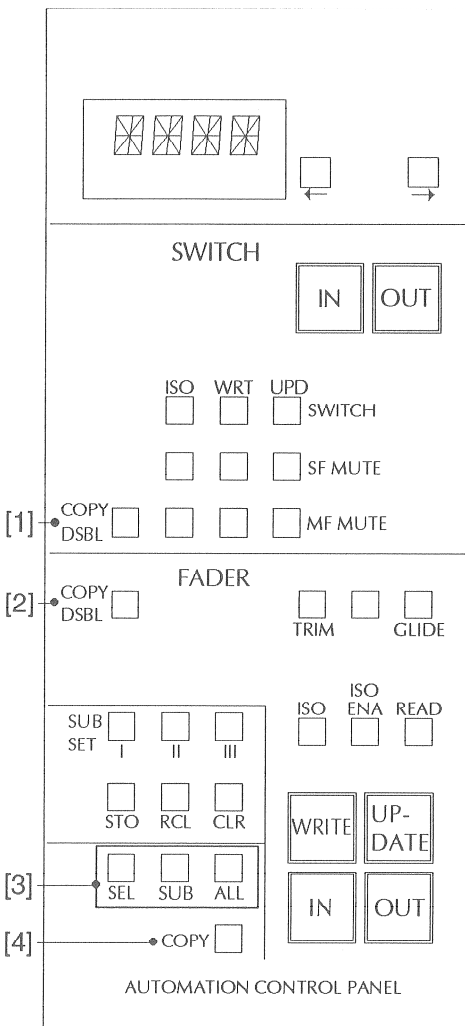 SWITCH
IN OUT
ISO WRT UPD
SWITCH
SF MUTE
[1] COPY DSBL MF MUTE
FADER
[2] COPY DSBL
TRIM GLIDE
ISO ISO ENA READ
SUB SET I II III
STO RCL CLR
WRITE UP-DATE
[3] SEL SUB ALL
IN OUT
[4] COPY
AUTOMATION CONTROL PANEL